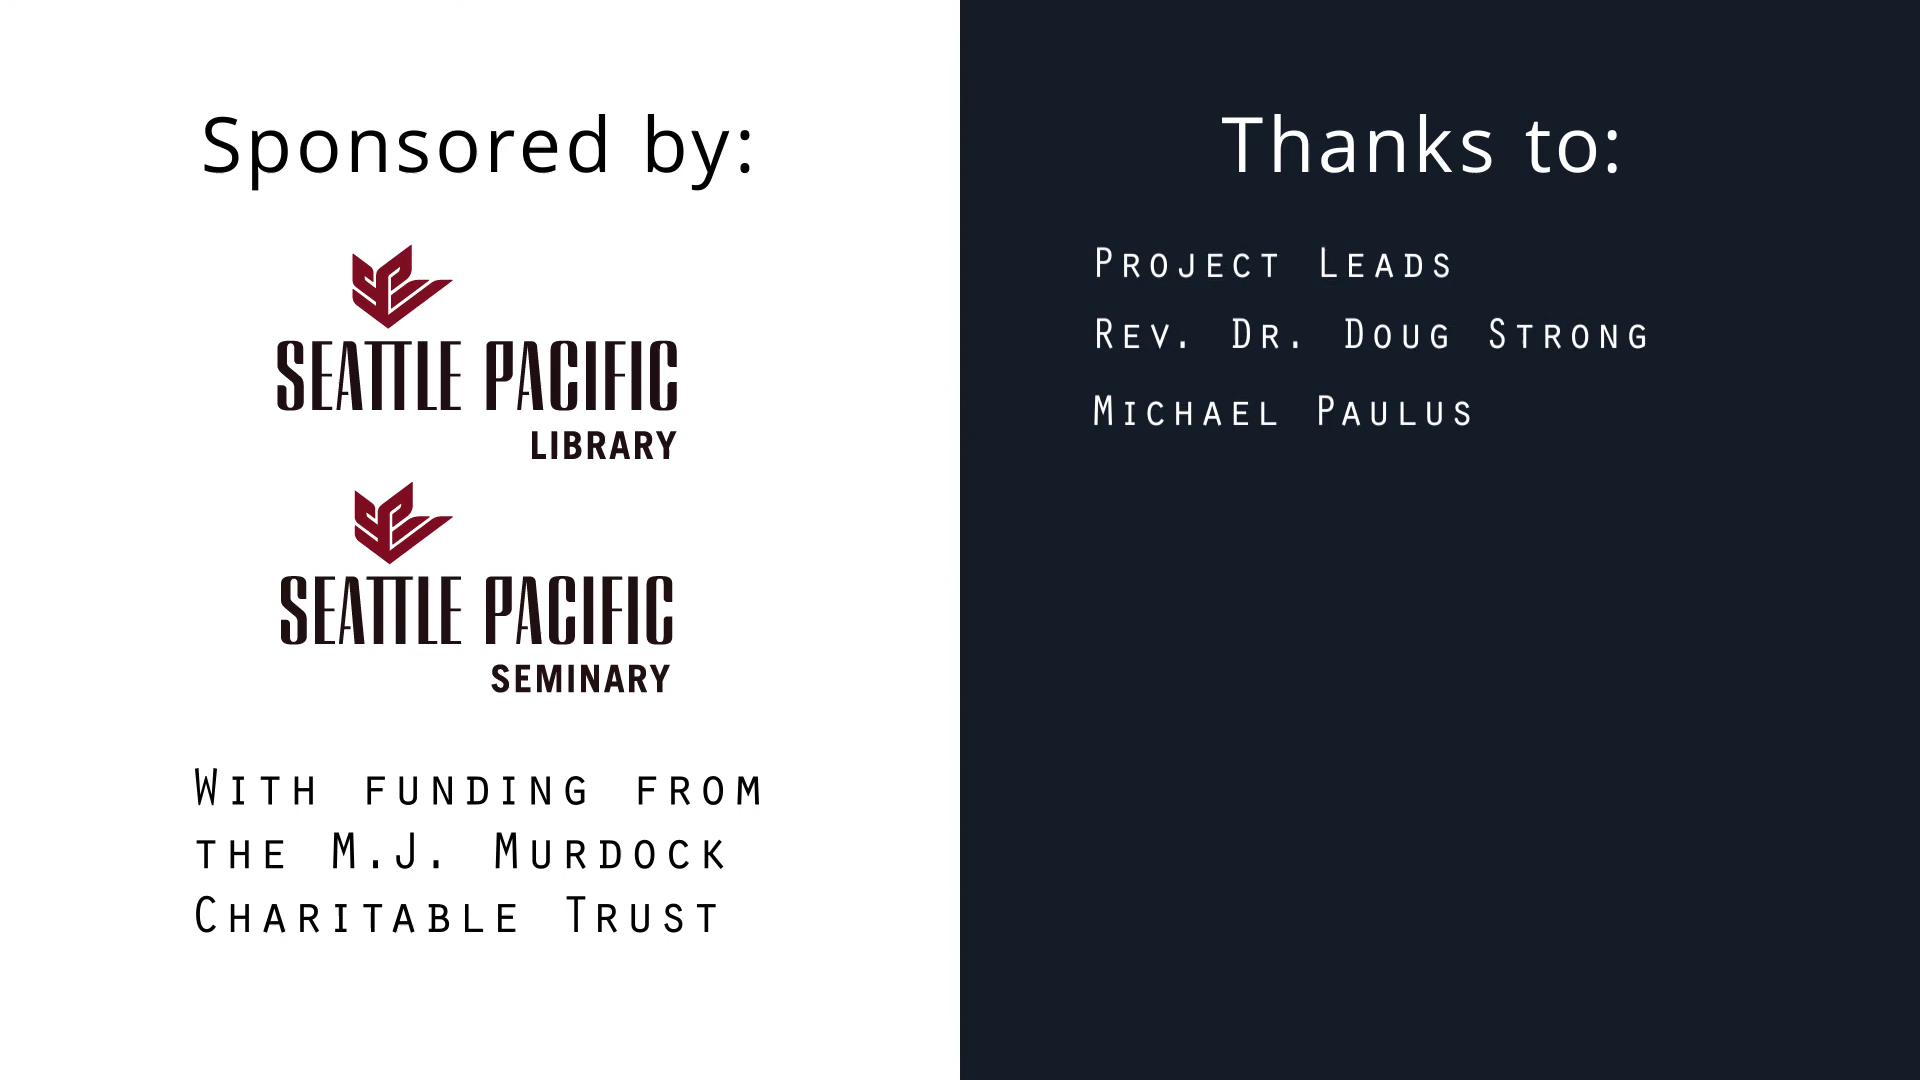 Sponsored by:
SEATTLE PACIFIC
LIBRARY
SEATTLE PACIFIC
SEMINARY
With funding from
the M.J. Murdock
Charitable Trust
Thanks to:
Project Leads
Rev. Dr. Doug Strong
Michael Paulus